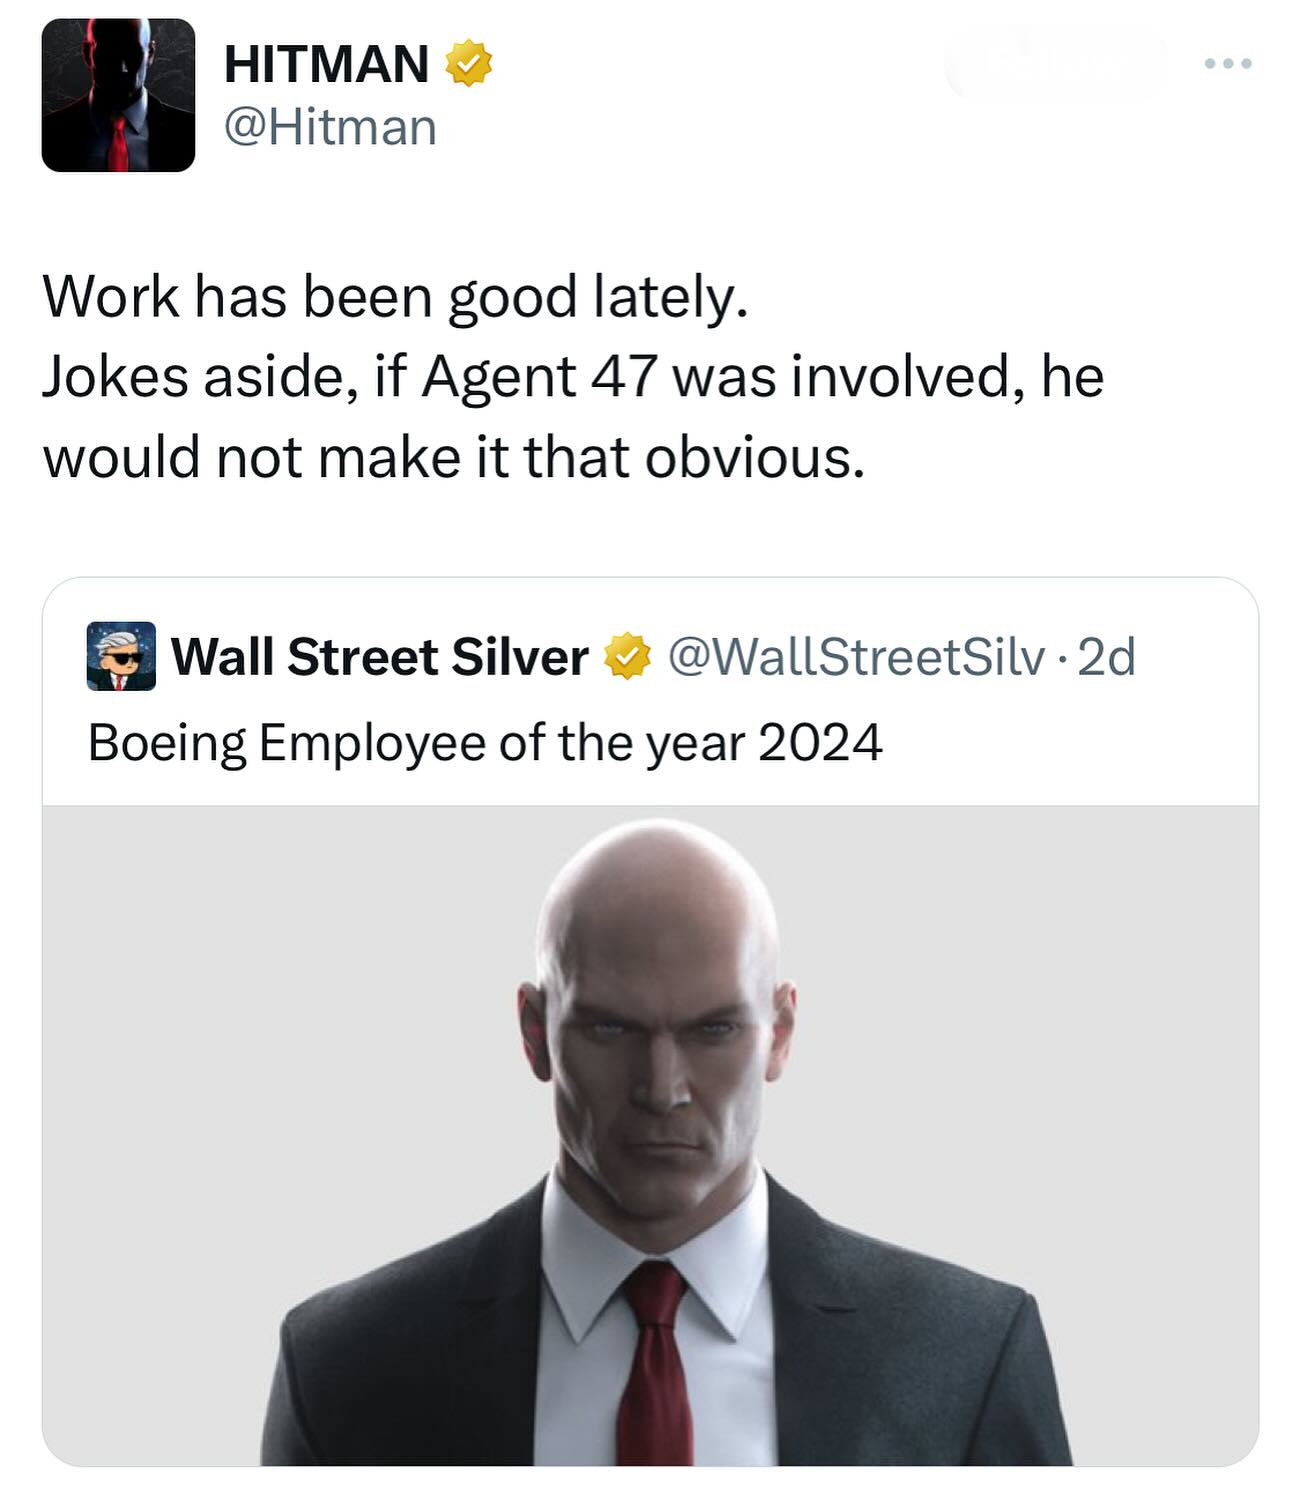 HITMAN
@Hitman
Work has been good lately.
Jokes aside, if Agent 47 was involved, he
would not make it that obvious.
Wall Street Silver @WallStreetSilv · 2d
Boeing Employee of the year 2024